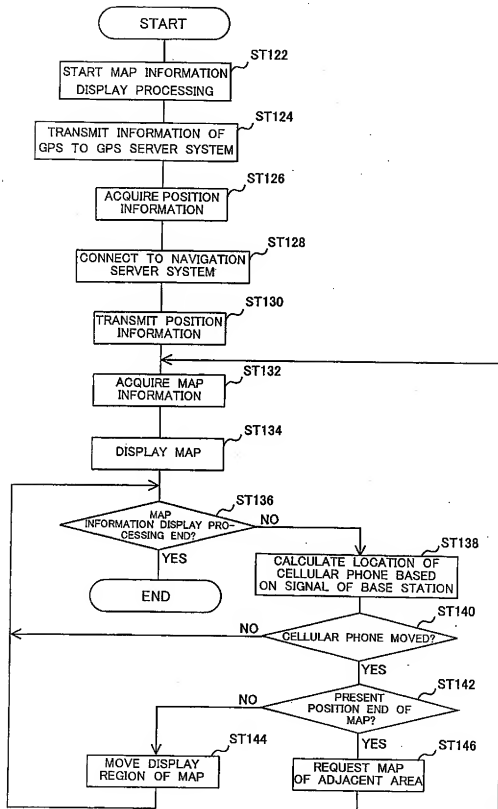 START
ST122
START MAP INFORMATION
DISPLAY PROCESSING
ST124
TRANSMIT INFORMATION OF
GPS TO GPS SERVER SYSTEM
ST126
ACQUIRE POSITION
INFORMATION
ST128
CONNECT TO NAVIGATION
SERVER SYSTEM
ST130
TRANSMIT POSITION
INFORMATION
ST132
ACQUIRE MAP
INFORMATION
ST134
DISPLAY MAP
ST136
MAP
INFORMATION DISPLAY PRO-
CESSING END?
NO
YES
END
ST138
CALCULATE LOCATION OF
CELLULAR PHONE BASED
ON SIGNAL OF BASE STATION
ST140
NO
CELLULAR PHONE MOVED?
YES
ST142
NO
PRESENT
POSITION END OF
MAP?
YES
ST144
MOVE DISPLAY
REGION OF MAP
ST146
REQUEST MAP
OF ADJACENT AREA